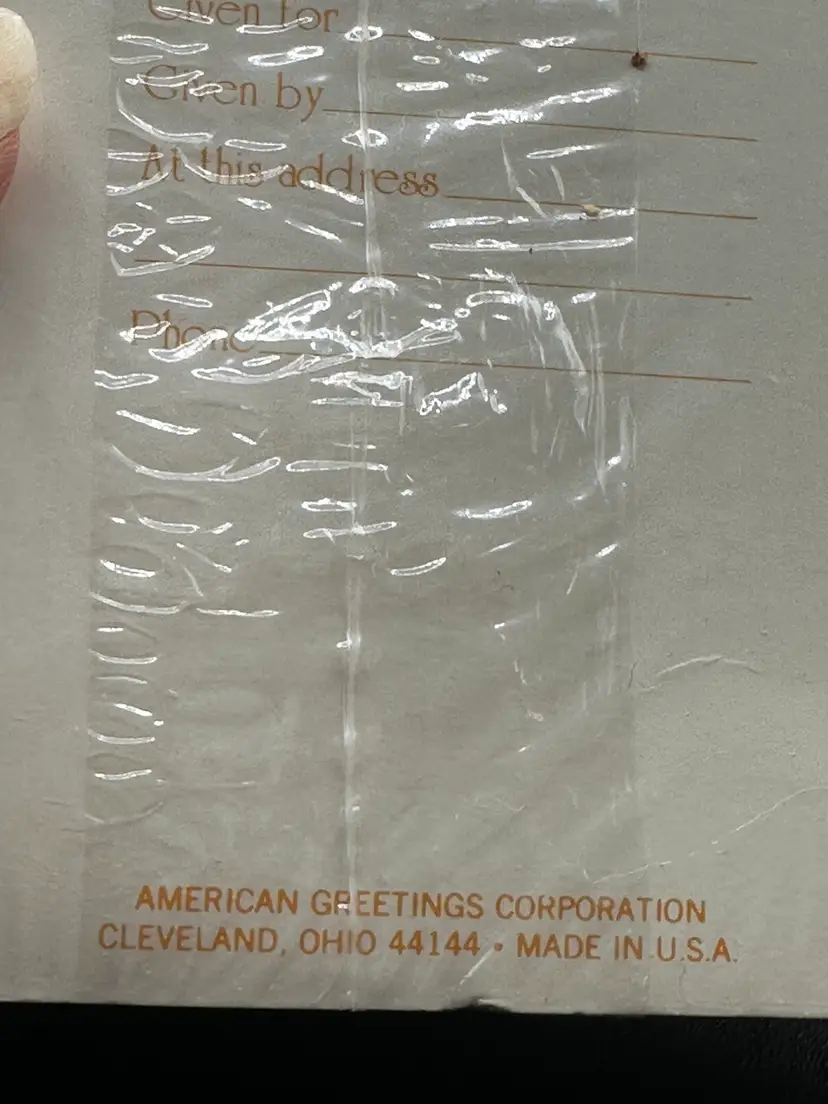 Given for
Given by
At this address
Phone
AMERICAN GREETINGS CORPORATION
CLEVELAND, OHIO 44144 • MADE IN U.S.A.